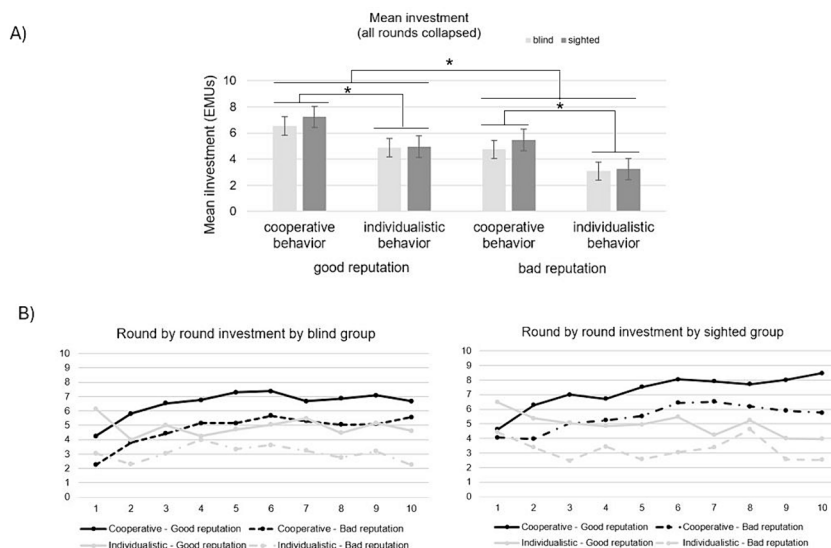 A)
Mean investment
(all rounds collapsed)
blind sighted
*
*
*
Mean iInvestment (EMUs)
10
8
6
4
2
0
cooperative behavior individualistic behavior cooperative behavior individualistic behavior
good reputation bad reputation
B)
Round by round investment by blind group
10
9
8
7
6
5
4
3
2
1
0
1 2 3 4 5 6 7 8 9 10
Cooperative - Good reputation Cooperative - Bad reputation
Individualistic - Good reputation Individualistic - Bad reputation
Round by round investment by sighted group
10
9
8
7
6
5
4
3
2
1
0
1 2 3 4 5 6 7 8 9 10
Cooperative - Good reputation Cooperative - Bad reputation
Individualistic - Good reputation Individualistic - Bad reputation